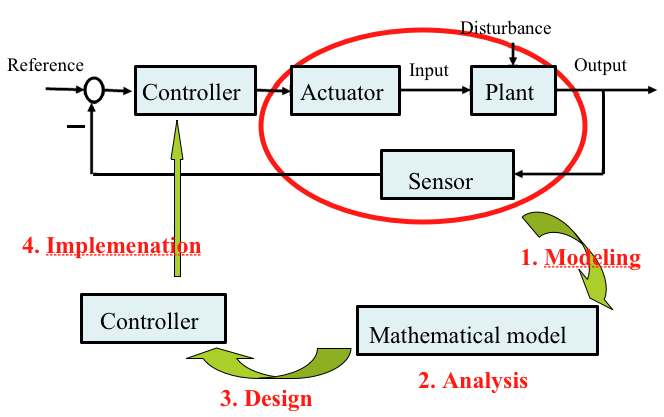 Disturbance
Reference
Input
Output
Controller
Actuator
Plant
Sensor
4. Implemenation
1. Modeling
Controller
Mathematical model
2. Analysis
3. Design